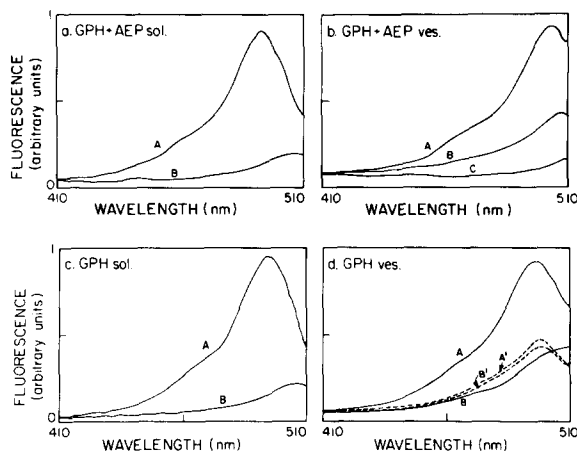 a. GPH + AEP sol.
FLUORESCENCE
(arbitrary units)
1
0
A
B
410
510
WAVELENGTH (nm)
b. GPH + AEP ves.
A
B
C
410
510
WAVELENGTH (nm)
c. GPH sol.
FLUORESCENCE
(arbitrary units)
1
0
A
B
410
510
WAVELENGTH (nm)
d. GPH ves.
A
B'
A'
B
410
510
WAVELENGTH (nm)